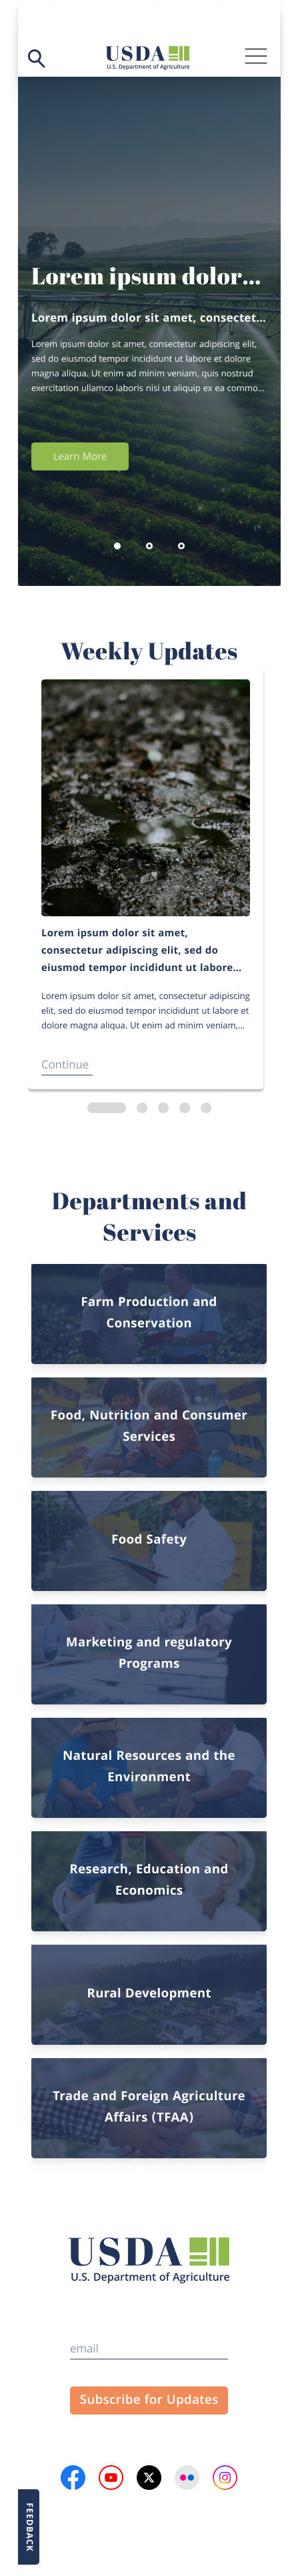 USDA
U.S. Department of Agriculture
Lorem ipsum dolor...
Lorem ipsum dolor sit amet, consectet...
Lorem ipsum dolor sit amet, consectetur adipiscing elit,
sed do eiusmod tempor incididunt ut labore et dolore
magna aliqua. Ut enim ad minim veniam, quis nostrud
exercitation ullamco laboris nisi ut aliquip ex ea commo...
Learn More
Weekly Updates
Lorem ipsum dolor sit amet,
consectetur adipiscing elit, sed do
eiusmod tempor incididunt ut labore...
Lorem ipsum dolor sit amet, consectetur adipiscing
elit, sed do eiusmod tempor incididunt ut labore et
dolore magna aliqua. Ut enim ad minim veniam,...
Continue
Departments and
Services
Farm Production and
Conservation
Food, Nutrition and Consumer
Services
Food Safety
Marketing and regulatory
Programs
Natural Resources and the
Environment
Research, Education and
Economics
Rural Development
Trade and Foreign Agriculture
Affairs (TFAA)
USDA
U.S. Department of Agriculture
email
Subscribe for Updates
FEEDBACK